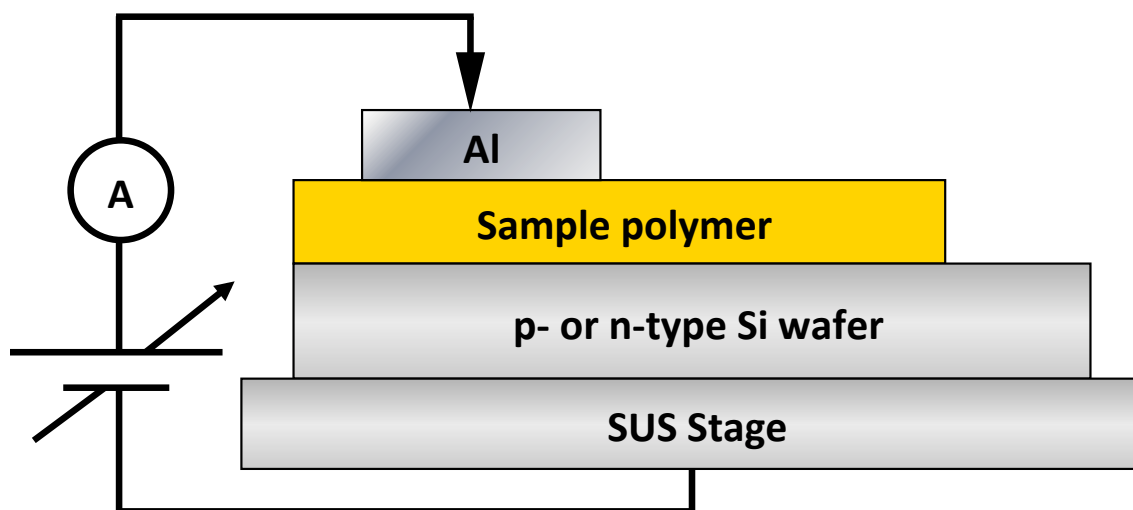 Al
A
Sample polymer
p- or n-type Si wafer
SUS Stage